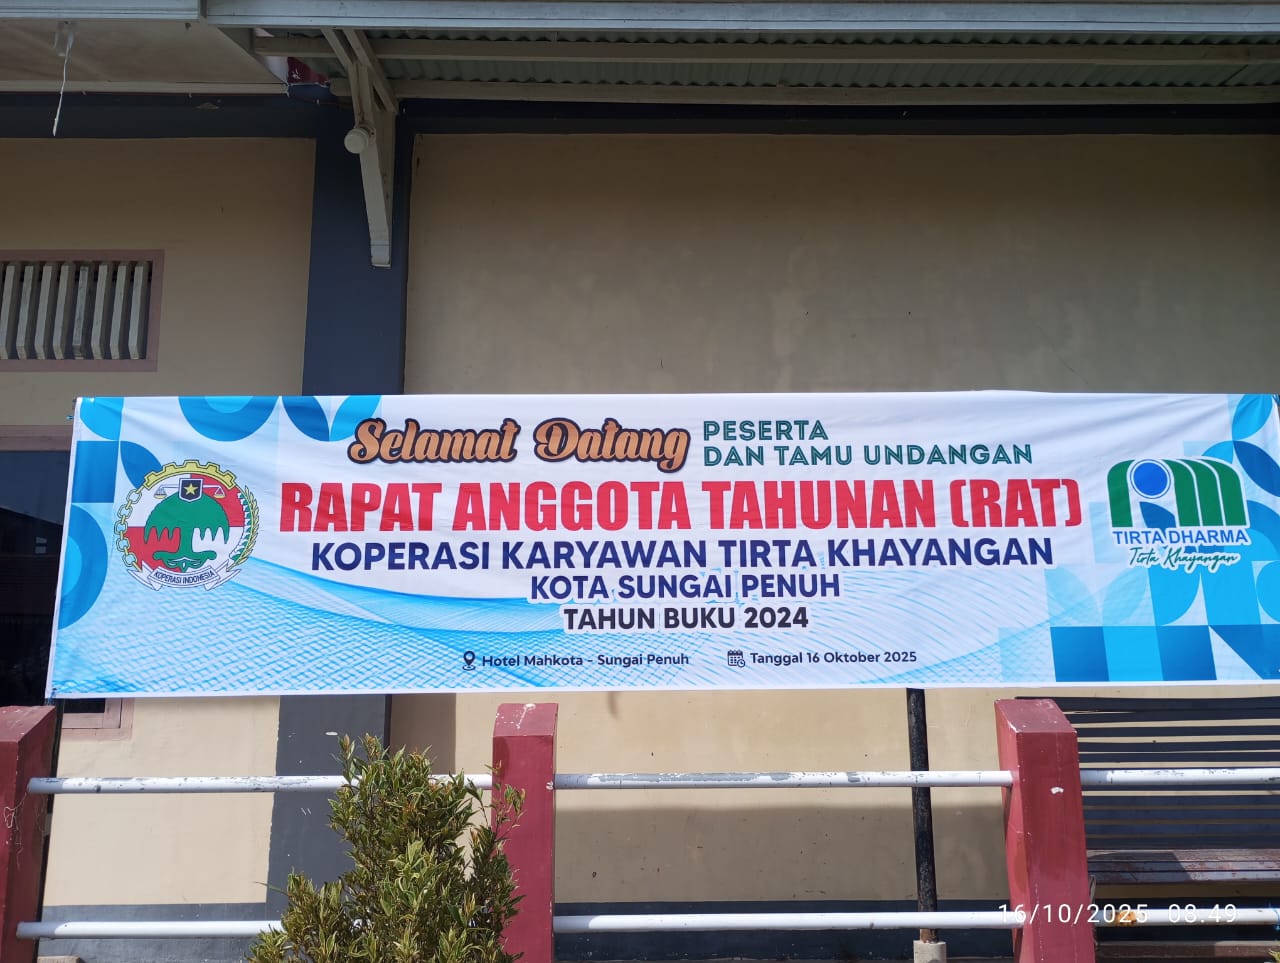 Selamat Datang PESERTA
DAN TAMU UNDANGAN
RAPAT ANGGOTA TAHUNAN (RAT)
KOPERASI KARYAWAN TIRTA KHAYANGAN
KOTA SUNGAI PENUH
TAHUN BUKU 2024
Hotel Mahkota - Sungai Penuh
Tanggal 16 Oktober 2025
KOPERASI INDONESIA
TIRTA DHARMA
Tirta Khayangan
16/10/2025 08.49